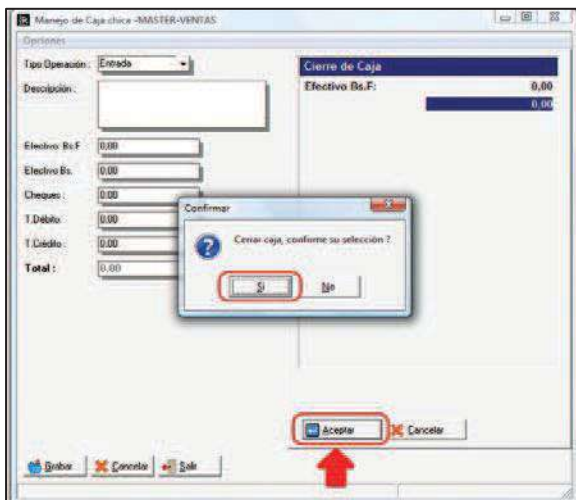 Manejo de Caja chica -MASTER-VENTAS
Opciones
Tipo Operación : Entrada
Descripción :
Efectivo Bs.F 0,00
Efectivo Bs. 0,00
Cheques : 0,00
T.Débito 0,00
T.Crédito : 0,00
Total : 0,00
Cierre de Caja
Efectivo Bs.F: 0,00
0,00
Confirmar
Cerrar caja, confirme su selección ?
Si No
Aceptar Cancelar
Grabar Cancelar Salir